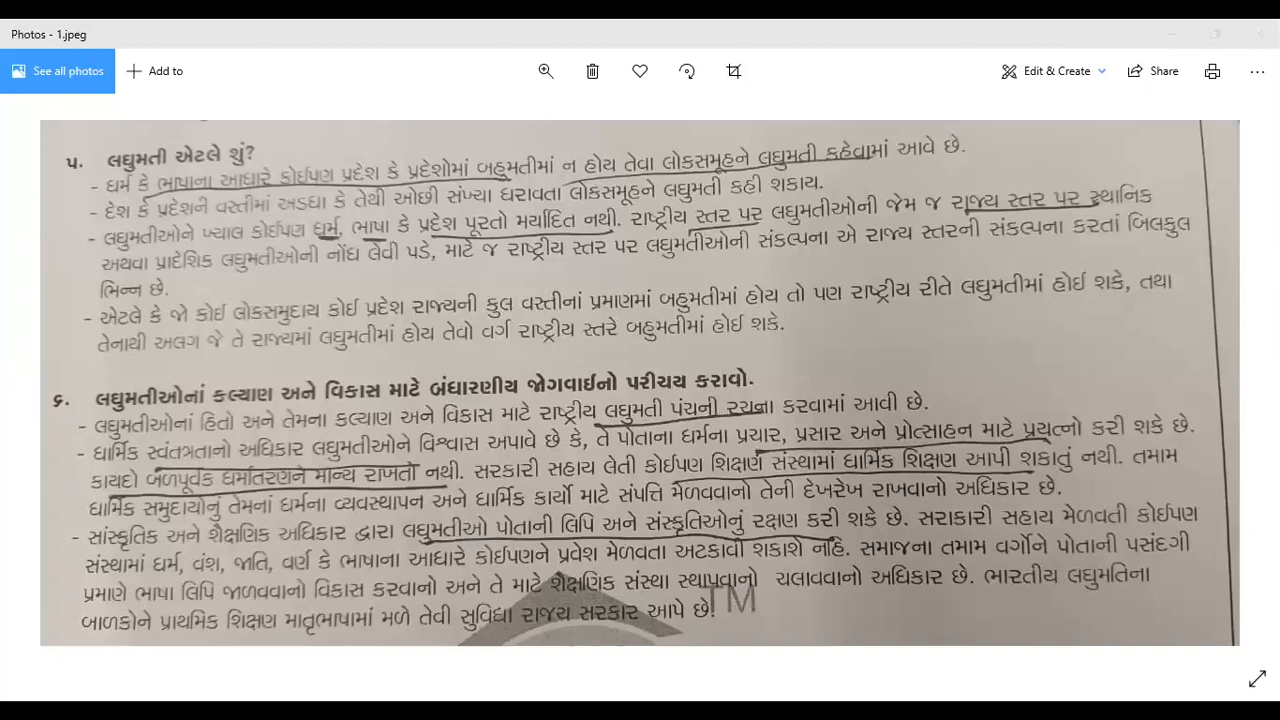 Photos - 1.jpeg
See all photos
Add to
Edit & Create
Share
૫. લઘુમતી એટલે શું?
- ધર્મ કે ભાષાના આધારે કોઈપણ પ્રદેશ કે પ્રદેશોમાં બહુમતીમાં ન હોય તેવા લોકસમૂહને લઘુમતી કહેવામાં આવે છે.
- દેશ કે પ્રદેશની વસ્તીમાં અડધા કે તેથી ઓછી સંખ્યા ધરાવતા લોકસમૂહને લઘુમતી કહી શકાય.
- લઘુમતીઓને ખ્યાલ કોઈપણ ધર્મ, ભાષા કે પ્રદેશ પૂરતો મર્યાદિત નથી. રાષ્ટ્રીય સ્તર પર લઘુમતીઓની જેમ જ રાજ્ય સ્તર પર સ્થાનિક
અથવા પ્રાદેશિક લઘુમતીઓની નોંધ લેવી પડે, માટે જ રાષ્ટ્રીય સ્તર પર લઘુમતીઓની સંકલ્પના એ રાજ્ય સ્તરની સંકલ્પના કરતાં બિલકુલ
ભિન્ન છે.
- એટલે કે જો કોઈ લોકસમુદાય કોઈ પ્રદેશ રાજ્યની કુલ વસ્તીનાં પ્રમાણમાં બહુમતીમાં હોય તો પણ રાષ્ટ્રીય રીતે લઘુમતીમાં હોઈ શકે, તથા
તેનાથી અલગ જે તે રાજ્યમાં લઘુમતીમાં હોય તેવો વર્ગ રાષ્ટ્રીય સ્તરે બહુમતીમાં હોઈ શકે.
૬. લઘુમતીઓનાં કલ્યાણ અને વિકાસ માટે બંધારણીય જોગવાઈનો પરીચય કરાવો.
- લઘુમતીઓનાં હિતો અને તેમના કલ્યાણ અને વિકાસ માટે રાષ્ટ્રીય લઘુમતી પંચની રચના કરવામાં આવી છે.
- ધાર્મિક સ્વંતત્રતાનો અધિકાર લઘુમતીઓને વિશ્વાસ અપાવે છે કે, તે પોતાના ધર્મના પ્રચાર, પ્રસાર અને પ્રોત્સાહન માટે પ્રયત્નો કરી શકે છે.
કાયદો બળપૂર્વક ધર્માતરણને માન્ય રાખતો નથી. સરકારી સહાય લેતી કોઈપણ શિક્ષણ સંસ્થામાં ધાર્મિક શિક્ષણ આપી શકાતું નથી. તમામ
ધાર્મિક સમુદાયોનું તેમનાં ધર્મના વ્યવસ્થાપન અને ધાર્મિક કાર્યો માટે સંપત્તિ મેળવવાનો તેની દેખરેખ રાખવાનો અધિકાર છે.
- સાંસ્કૃતિક અને શૈક્ષણિક અધિકાર દ્વારા લઘુમતીઓ પોતાની લિપિ અને સંસ્કૃતિઓનું રક્ષણ કરી શકે છે. સરાકારી સહાય મેળવતી કોઈપણ
સંસ્થામાં ધર્મ, વંશ, જાતિ, વર્ણ કે ભાષાના આધારે કોઈપણને પ્રવેશ મેળવતા અટકાવી શકાશે નહિ. સમાજના તમામ વર્ગોને પોતાની પસંદગી
પ્રમાણે ભાષા લિપિ જાળવવાનો વિકાસ કરવાનો અને તે માટે શૈક્ષણિક સંસ્થા સ્થાપવાનો ચલાવવાનો અધિકાર છે. ભારતીય લઘુમતિના
બાળકોને પ્રાથમિક શિક્ષણ માતૃભાષામાં મળે તેવી સુવિધા રાજય સરકાર આપે છે.
TM